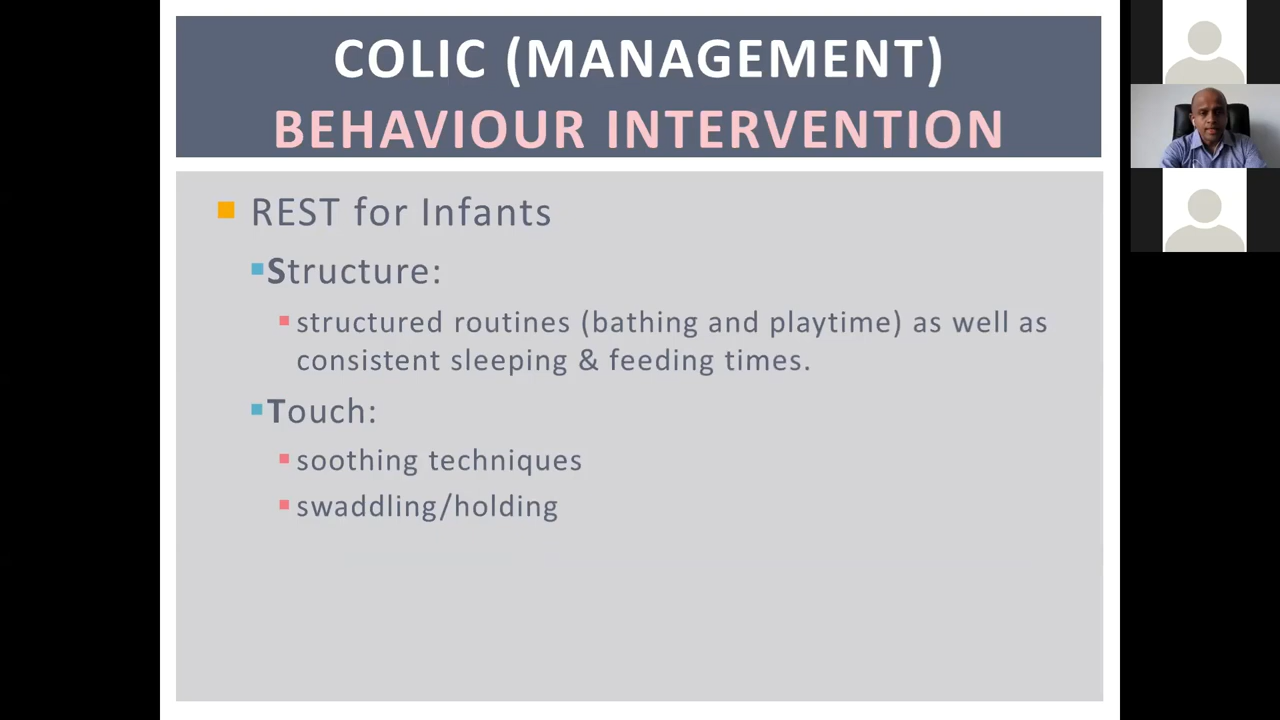 COLIC (MANAGEMENT)
BEHAVIOUR INTERVENTION
REST for Infants
Structure:
structured routines (bathing and playtime) as well as
consistent sleeping & feeding times.
Touch:
soothing techniques
swaddling/holding